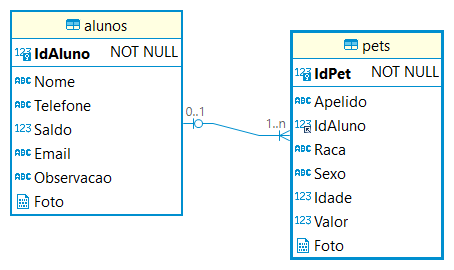 alunos
123 IdAluno NOT NULL
ABC Nome
ABC Telefone
123 Saldo
ABC Email
ABC Observacao
Foto
0..1
1..n
pets
123 IdPet NOT NULL
ABC Apelido
123 IdAluno
ABC Raca
ABC Sexo
123 Idade
123 Valor
Foto